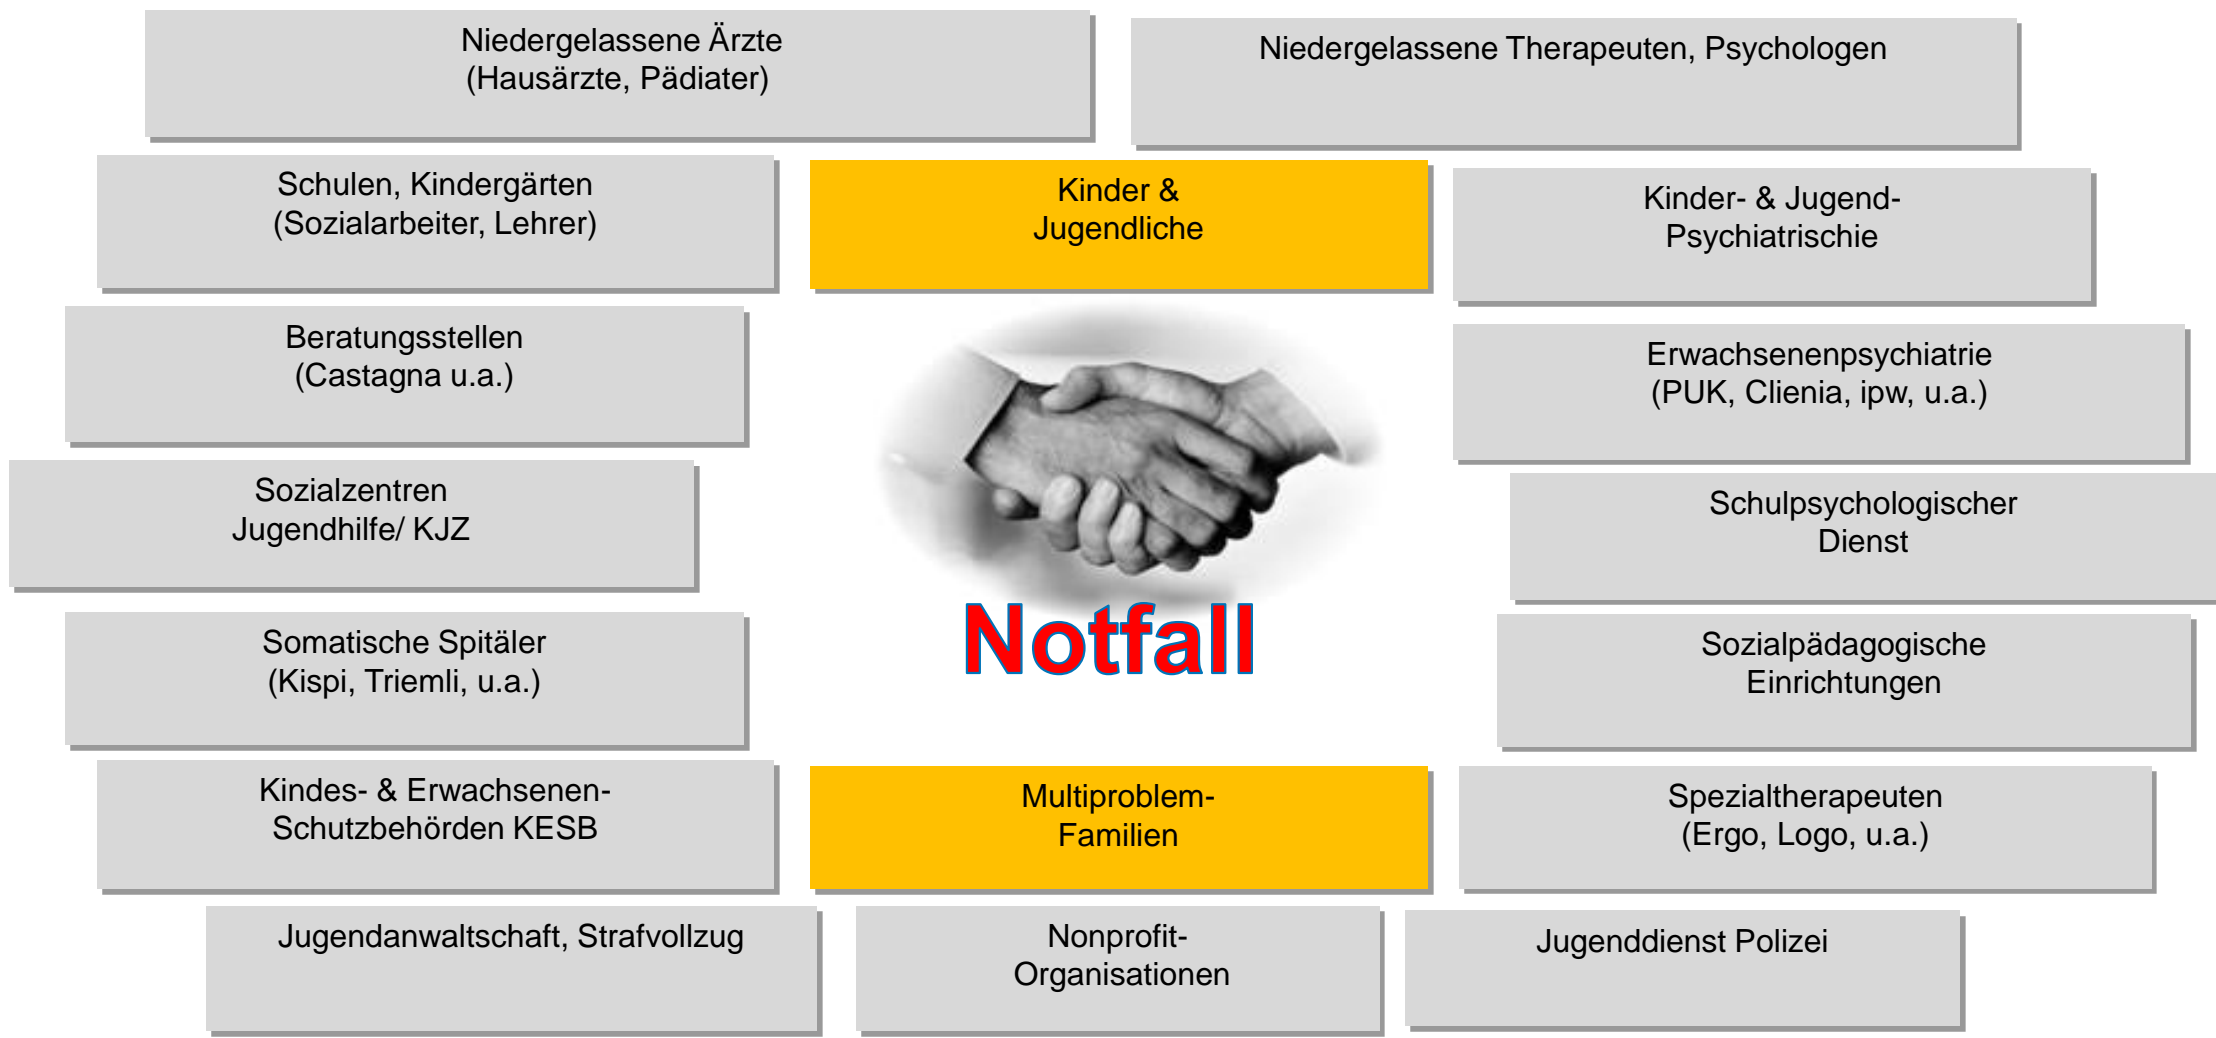 Niedergelassene Ärzte
(Hausärzte, Pädiater)
Niedergelassene Therapeuten, Psychologen
Schulen, Kindergärten
(Sozialarbeiter, Lehrer)
Kinder &
Jugendliche
Kinder- & Jugend-
Psychiatrischie
Beratungsstellen
(Castagna u.a.)
Erwachsenenpsychiatrie
(PUK, Clienia, ipw, u.a.)
Sozialzentren
Jugendhilfe/ KJZ
Schulpsychologischer
Dienst
Notfall
Somatische Spitäler
(Kispi, Triemli, u.a.)
Sozialpädagogische
Einrichtungen
Kindes- & Erwachsenen-
Schutzbehörden KESB
Multiproblem-
Familien
Spezialtherapeuten
(Ergo, Logo, u.a.)
Jugendanwaltschaft, Strafvollzug
Nonprofit-
Organisationen
Jugenddienst Polizei